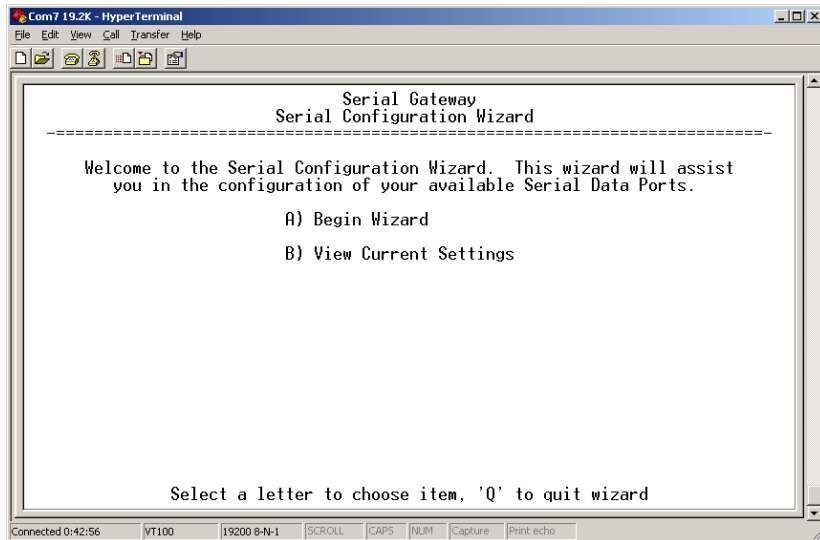 Com7 19.2K - HyperTerminal
File Edit View Call Transfer Help
Serial Gateway
Serial Configuration Wizard
-==========================================================================-
Welcome to the Serial Configuration Wizard. This wizard will assist
you in the configuration of your available Serial Data Ports.
A) Begin Wizard
B) View Current Settings
Select a letter to choose item, 'Q' to quit wizard
Connected 0:42:56 VT100 19200 8-N-1 SCROLL CAPS NUM Capture Print echo